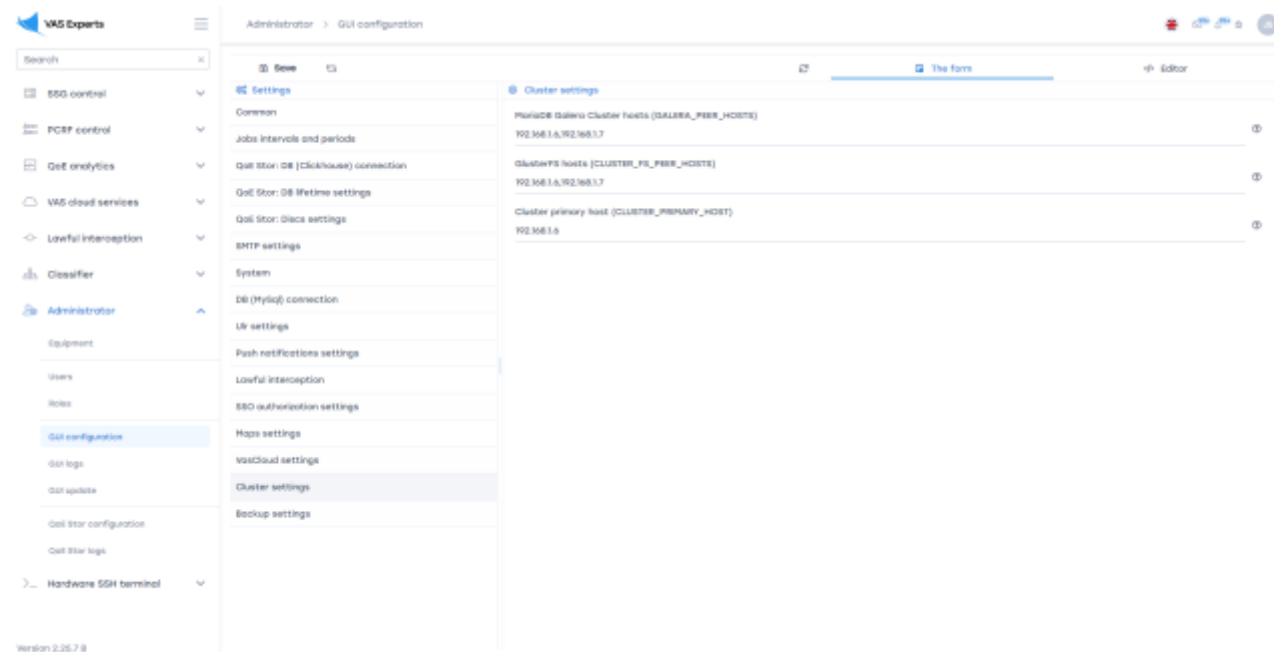 VAS Experts
Administrator > GUI configuration
Search
Save
The form
Editor
SSG control
PCRF control
QoE analytics
VAS cloud services
Lawful interception
Classifier
Administrator
Equipment
Users
Roles
GUI configuration
GUI logs
GUI update
QoE Stor configuration
QoE Stor logs
Hardware SSH terminal
Version 2.25.7 B
Settings
Common
Jobs intervals and periods
QoE Stor: DB (Clickhouse) connection
QoE Stor: DB lifetime settings
QoE Stor: Discs settings
SMTP settings
System
DB (MySql) connection
Ulr settings
Push notifications settings
Lawful interception
SSO authorization settings
Maps settings
VasCloud settings
Cluster settings
Backup settings
Cluster settings
MariaDB Galera Cluster hosts (GALERA_PEER_HOSTS)
192.168.1.6,192.168.1.7
GlusterFS hosts (CLUSTER_FS_PEER_HOSTS)
192.168.1.6,192.168.1.7
Cluster primary host (CLUSTER_PRIMARY_HOST)
192.168.1.6